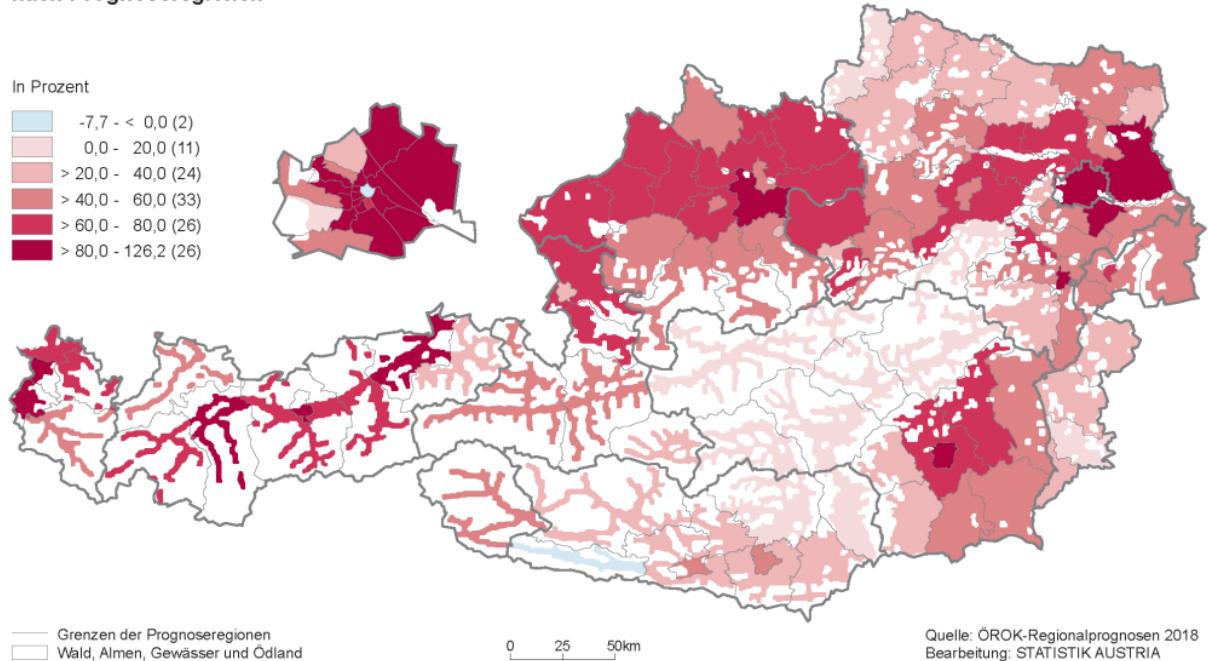 nach Prognoseregionen
In Prozent
-7,7 - < 0,0 (2)
0,0 - 20,0 (11)
> 20,0 - 40,0 (24)
> 40,0 - 60,0 (33)
> 60,0 - 80,0 (26)
> 80,0 - 126,2 (26)
Grenzen der Prognoseregionen
Wald, Almen, Gewässer und Ödland
0 25 50km
Quelle: ÖROK-Regionalprognosen 2018
Bearbeitung: STATISTIK AUSTRIA